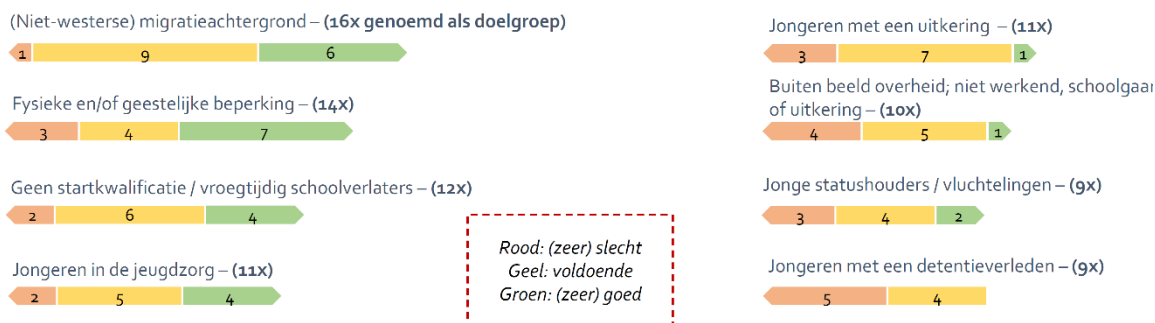 (Niet-westerse) migratieachtergrond – (16x genoemd als doelgroep)
1 9 6
Fysieke en/of geestelijke beperking – (14x)
3 4 7
Geen startkwalificatie / vroegtijdig schoolverlaters – (12x)
2 6 4
Jongeren in de jeugdzorg – (11x)
2 5 4
Rood: (zeer) slecht
Geel: voldoende
Groen: (zeer) goed
Jongeren met een uitkering – (11x)
3 7 1
Buiten beeld overheid; niet werkend, schoolgaar
of uitkering – (10x)
4 5 1
Jonge statushouders / vluchtelingen – (9x)
3 4 2
Jongeren met een detentieverleden – (9x)
5 4